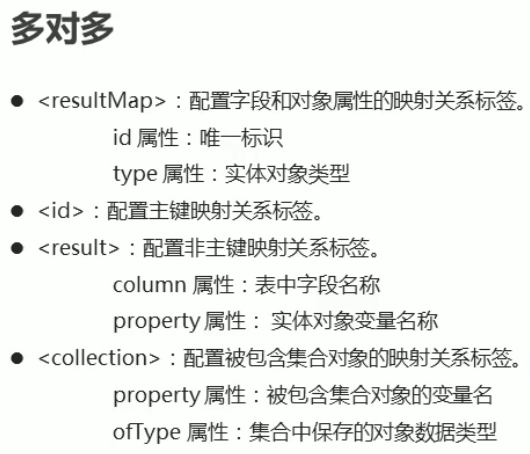 多对多
● <resultMap>：配置字段和对象属性的映射关系标签。
id 属性：唯一标识
type 属性：实体对象类型
● <id>：配置主键映射关系标签。
● <result>：配置非主键映射关系标签。
column 属性：表中字段名称
property 属性： 实体对象变量名称
● <collection>：配置被包含集合对象的映射关系标签。
property 属性：被包含集合对象的变量名
ofType 属性：集合中保存的对象数据类型